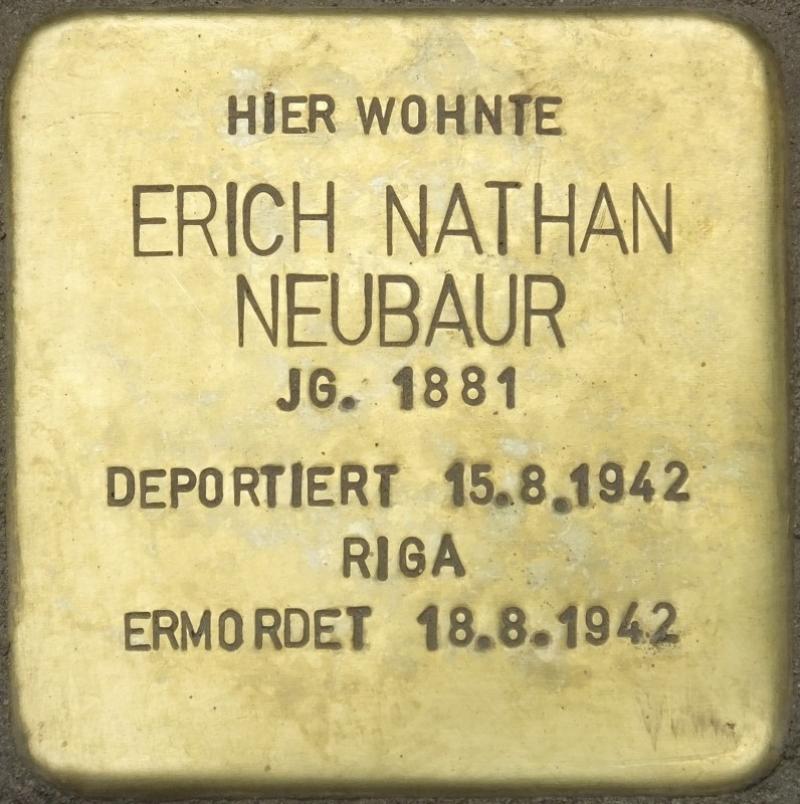 HIER WOHNTE
ERICH NATHAN
NEUBAUR
JG. 1881
DEPORTIERT 15.8.1942
RIGA
ERMORDET 18.8.1942